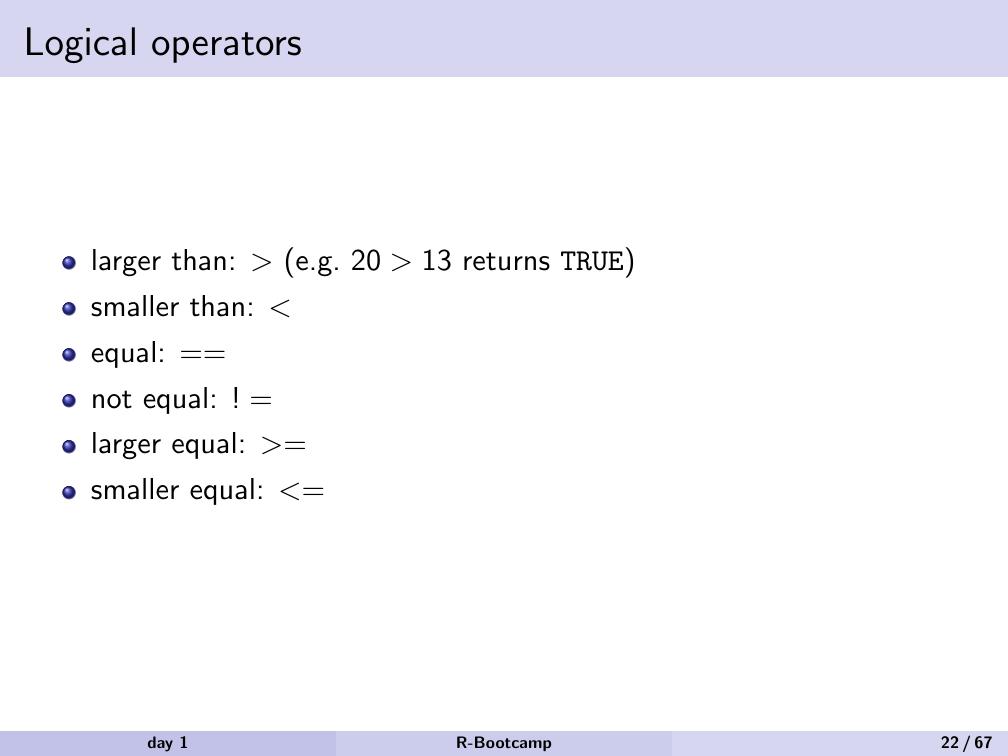 Logical operators
larger than: > (e.g. 20 > 13 returns TRUE)
smaller than: <
equal: ==
not equal: ! =
larger equal: >=
smaller equal: <=
day 1 R-Bootcamp 22 / 67